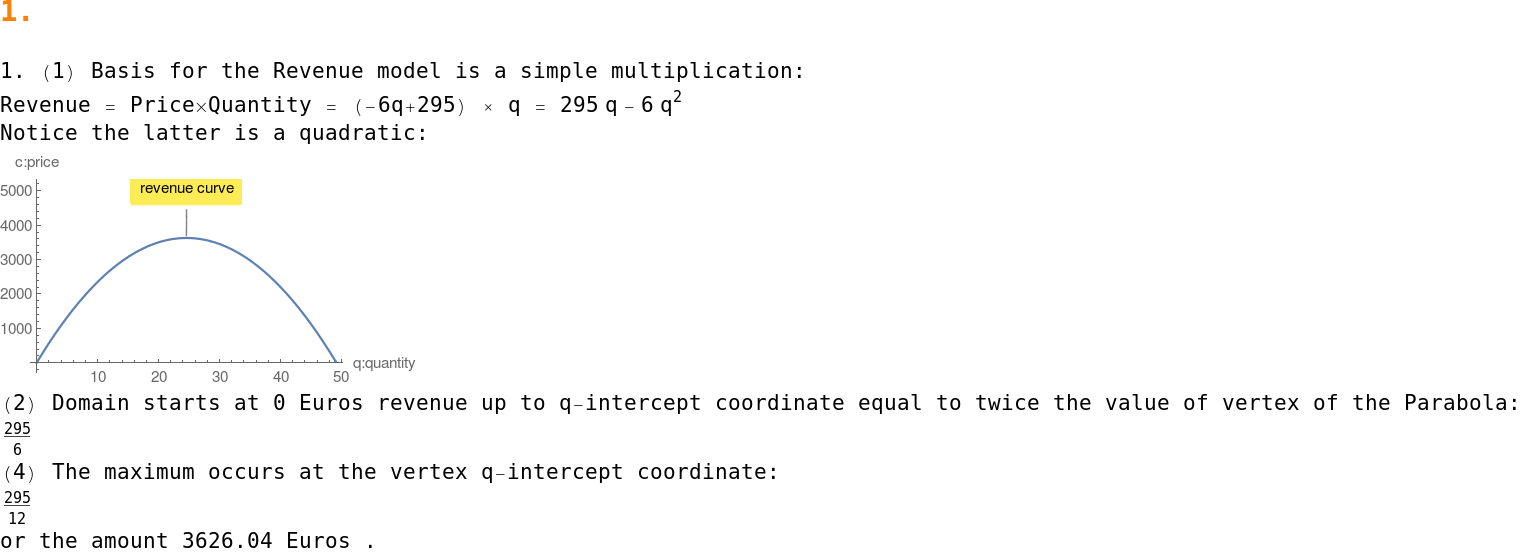 1.
1. (1) Basis for the Revenue model is a simple multiplication:
Revenue = Price×Quantity = (-6q+295) × q = 295 q - 6 q²
Notice the latter is a quadratic:
c:price
revenue curve
5000
4000
3000
2000
1000
10 20 30 40 50
q:quantity
(2) Domain starts at 0 Euros revenue up to q-intercept coordinate equal to twice the value of vertex of the Parabola:
295
6
(4) The maximum occurs at the vertex q-intercept coordinate:
295
12
or the amount 3626.04 Euros .